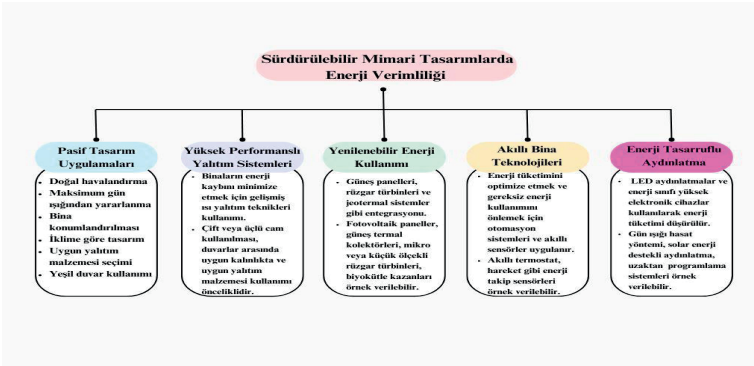 Sürdürülebilir Mimari Tasarımlarda
Enerji Verimliliği
Pasif Tasarım
Uygulamaları
• Doğal havalandırma
• Maksimum gün
ışığından yararlanma
• Bina
konumlandırılması
• İklime göre tasarım
• Uygun yalıtım
malzemesi seçimi
• Yeşil duvar kullanımı
Yüksek Performanslı
Yalıtım Sistemleri
• Binaların enerji
kaybını minimize
etmek için gelişmiş
ısı yalıtım teknikleri
kullanımı.
• Çift veya üçlü cam
kullanılması,
duvarlar arasında
uygun kalınlıkta ve
uygun yalıtım
malzemesi kullanımı
önceliklidir.
Yenilenebilir Enerji
Kullanımı
• Güneş panelleri,
rüzgar türbinleri ve
jeotermal sistemler
gibi entegrasyonu.
• Fotovoltaik paneller,
güneş termal
kolektörleri, mikro
veya küçük ölçekli
rüzgar türbinleri,
biyokütle kazanları
örnek verilebilir.
Akıllı Bina
Teknolojileri
• Enerji tüketimini
optimize etmek ve
gereksiz enerji
kullanımını
önlemek için
otomasyon
sistemleri ve akıllı
sensörler uygulanır.
• Akıllı termostat,
hareket gibi enerji
takip sensörleri
örnek verilebilir.
Enerji Tasarruflu
Aydınlatma
• LED aydınlatmalar ve
enerji sınıfı yüksek
elektronik cihazlar
kullanılarak enerji
tüketimi düşürülür.
• Gün ışığı hasat
yöntemi, solar enerji
destekli aydınlatma,
uzaktan programlama
sistemleri örnek
verilebilir.